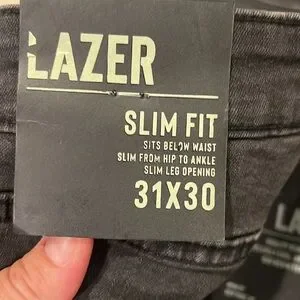 LAZER
SLIM FIT
SITS BELOW WAIST
SLIM FROM HIP TO ANKLE
SLIM LEG OPENING
31X30